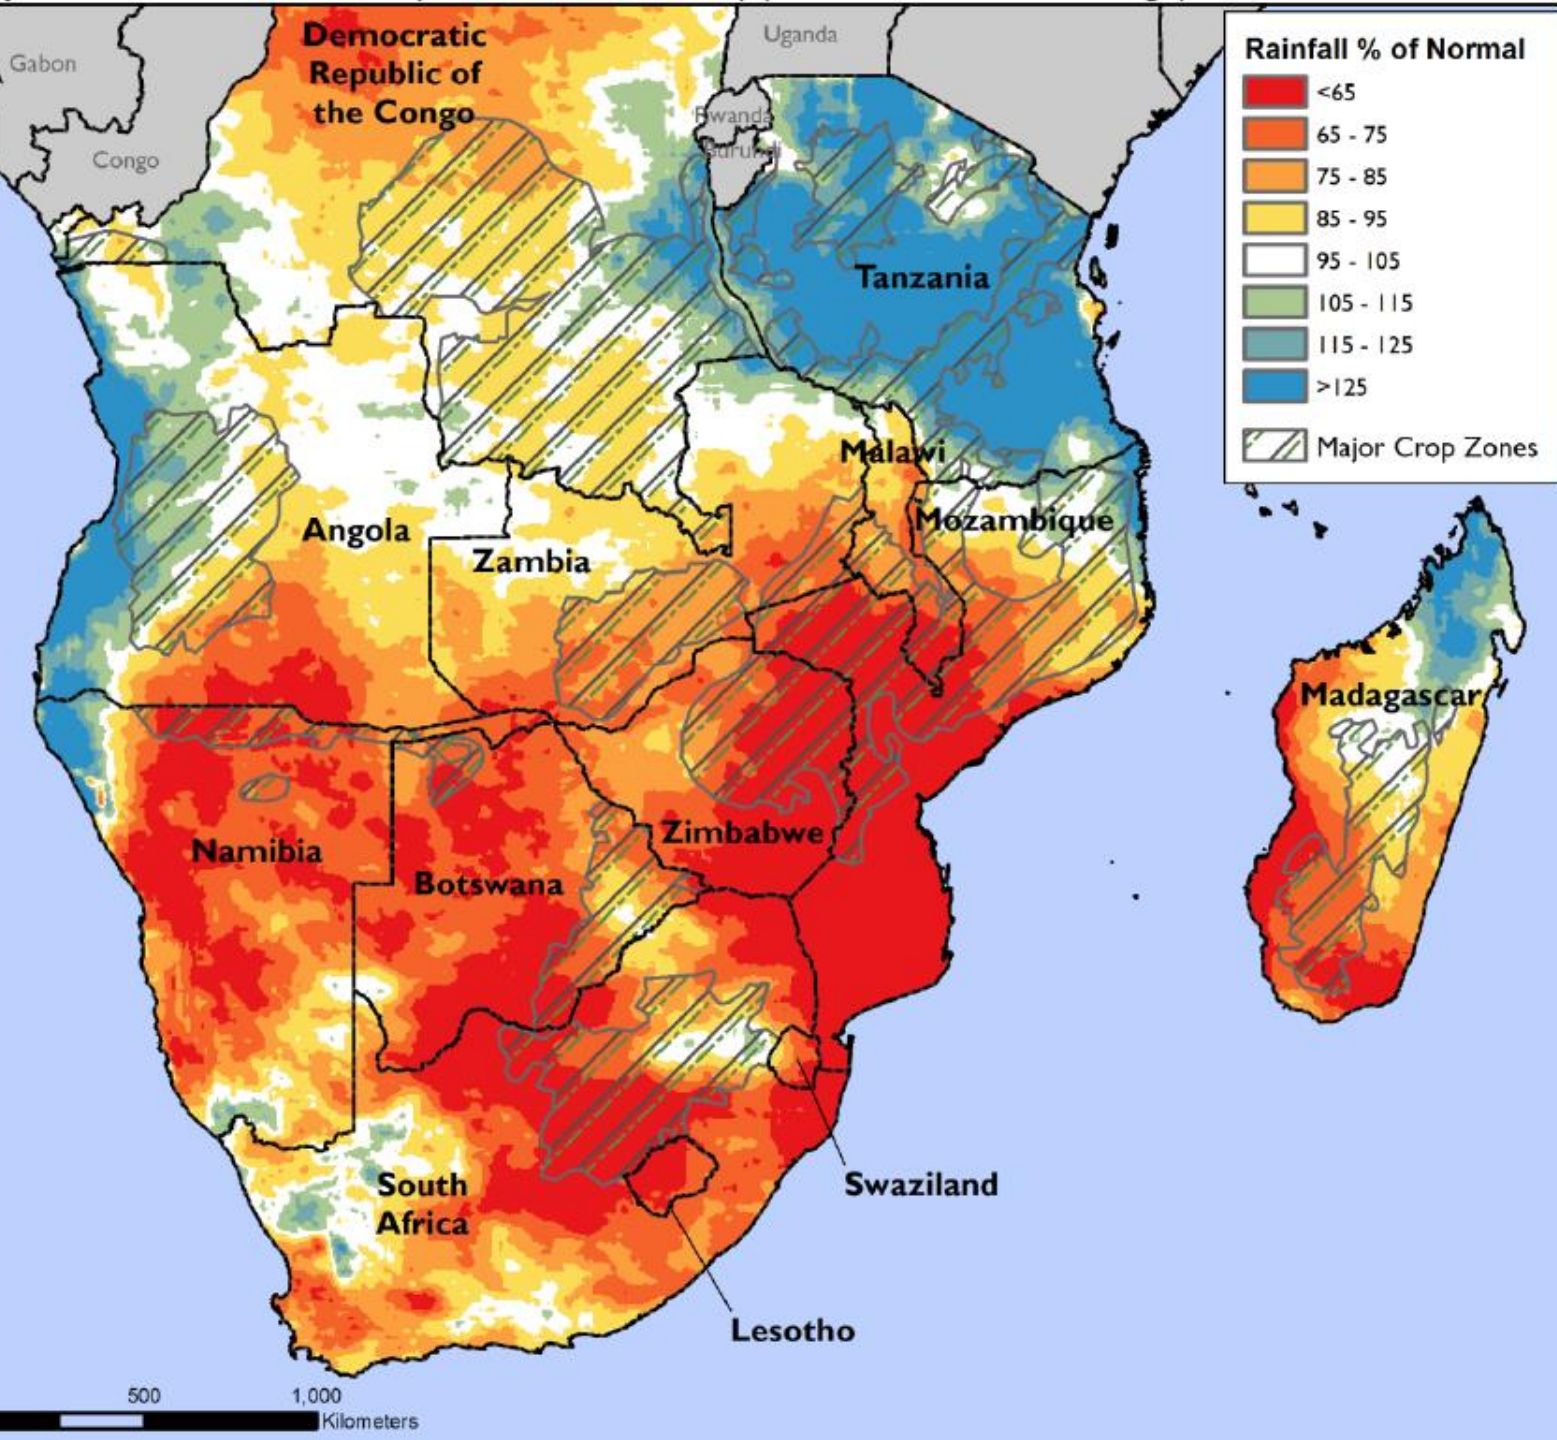 Democratic
Republic of
the Congo
Uganda
Gabon
Rwanda
Burundi
Congo
Tanzania
Malawi
Mozambique
Angola
Zambia
Madagascar
Zimbabwe
Namibia
Botswana
South
Africa
Swaziland
Lesotho
500
1,000
Kilometers
Rainfall % of Normal
<65
65 - 75
75 - 85
85 - 95
95 - 105
105 - 115
115 - 125
>125
Major Crop Zones